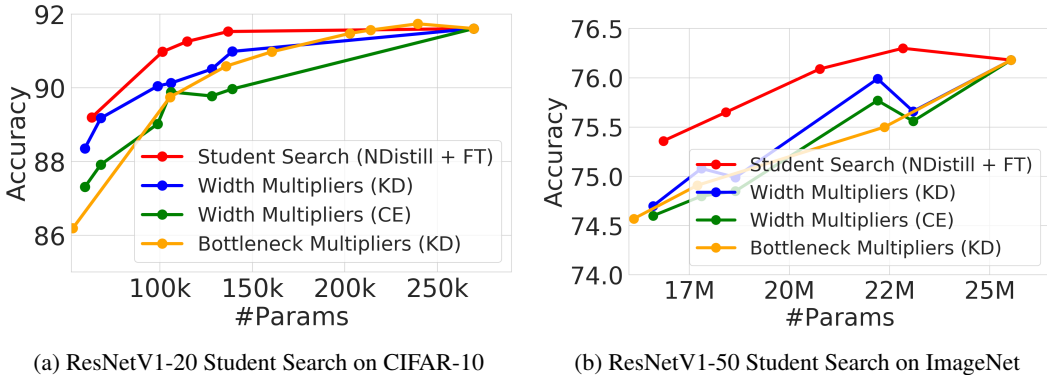 92
90
88
86
Accuracy
Student Search (NDistill + FT)
Width Multipliers (KD)
Width Multipliers (CE)
Bottleneck Multipliers (KD)
100k 150k 200k 250k
#Params
(a) ResNetV1-20 Student Search on CIFAR-10
76.5
76.0
75.5
75.0
74.5
74.0
Accuracy
Student Search (NDistill + FT)
Width Multipliers (KD)
Width Multipliers (CE)
Bottleneck Multipliers (KD)
17M 20M 22M 25M
#Params
(b) ResNetV1-50 Student Search on ImageNet